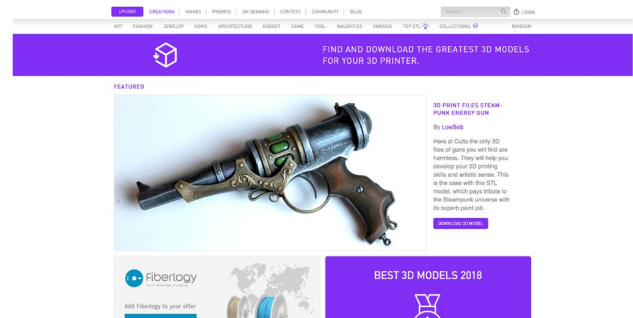 UPLOAD CREATIONS | MAKES | PROMOS | ON DEMAND | CONTEST | COMMUNITY | BLOG Search... LOGIN
ART FASHION JEWELRY HOME ARCHITECTURE GADGET GAME TOOL NAUGHTIES VARIOUS TOP STL COLLECTIONS RANDOM
FIND AND DOWNLOAD THE GREATEST 3D MODELS
FOR YOUR 3D PRINTER.
FEATURED
3D PRINT FILES STEAM-
PUNK ENERGY GUN
By LowSeb
Here at Cults the only 3D
files of guns you will find are
harmless. They will help you
develop your 3D printing
skills and artistic sense. This
is the case with this STL
model, which pays tribute to
the Steampunk universe with
its superb paint job.
DOWNLOAD 3D MODEL
Fiberlogy
Add Fiberlogy to your offer
BEST 3D MODELS 2018